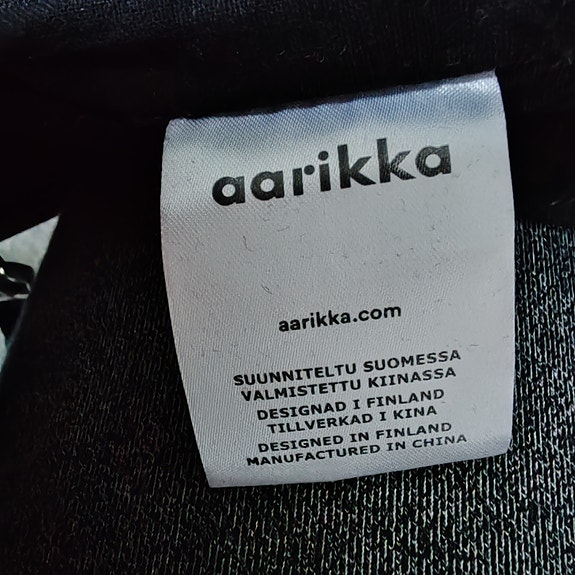 aarikka
aarikka.com
SUUNNITELTU SUOMESSA
VALMISTETTU KIINASSA
DESIGNAD I FINLAND
TILLVERKAD I KINA
DESIGNED IN FINLAND
MANUFACTURED IN CHINA